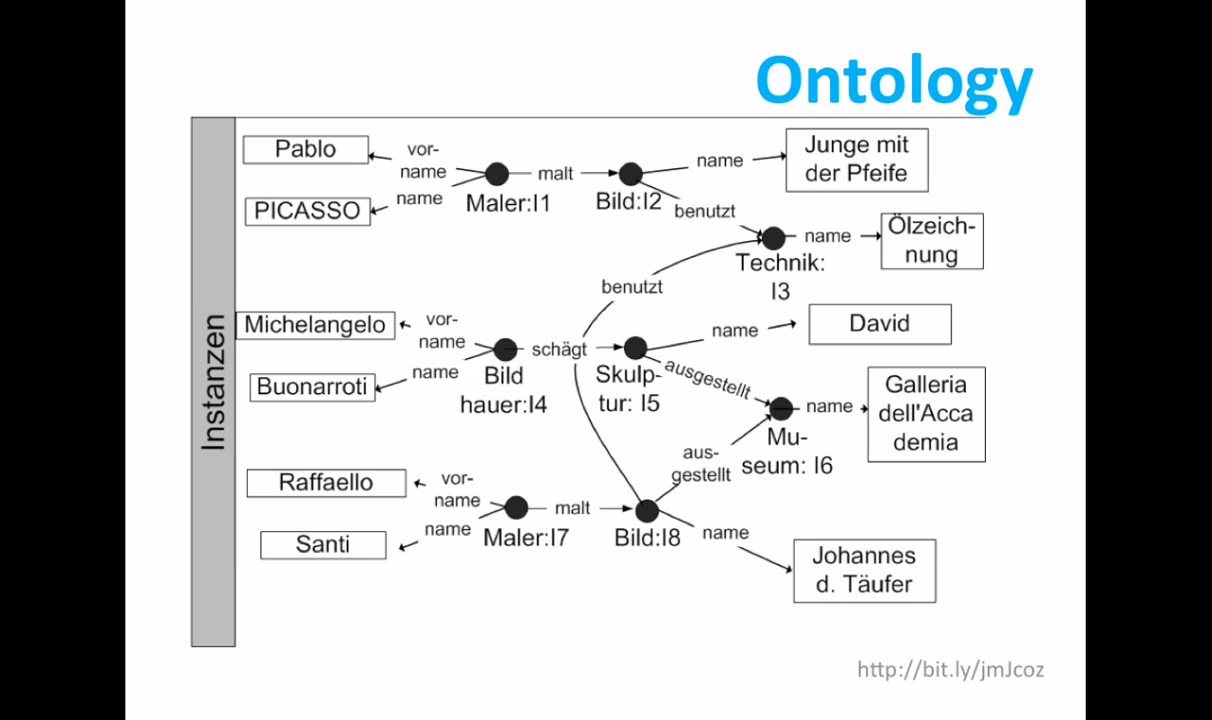 Ontology
Instanzen
Pablo
vor-
name
name
PICASSO
Maler:I1
malt
Bild:I2
name
Junge mit
der Pfeife
benutzt
Technik:
I3
name
Ölzeich-
nung
benutzt
Michelangelo
vor-
name
name
Buonarroti
Bild
hauer:I4
schägt
Skulp-
tur: I5
name
David
ausgestellt
Mu-
seum: I6
name
Galleria
dell'Acca
demia
aus-
gestellt
Raffaello
vor-
name
name
Santi
Maler:I7
malt
Bild:I8
name
Johannes
d. Täufer
http://bit.ly/jmJcoz